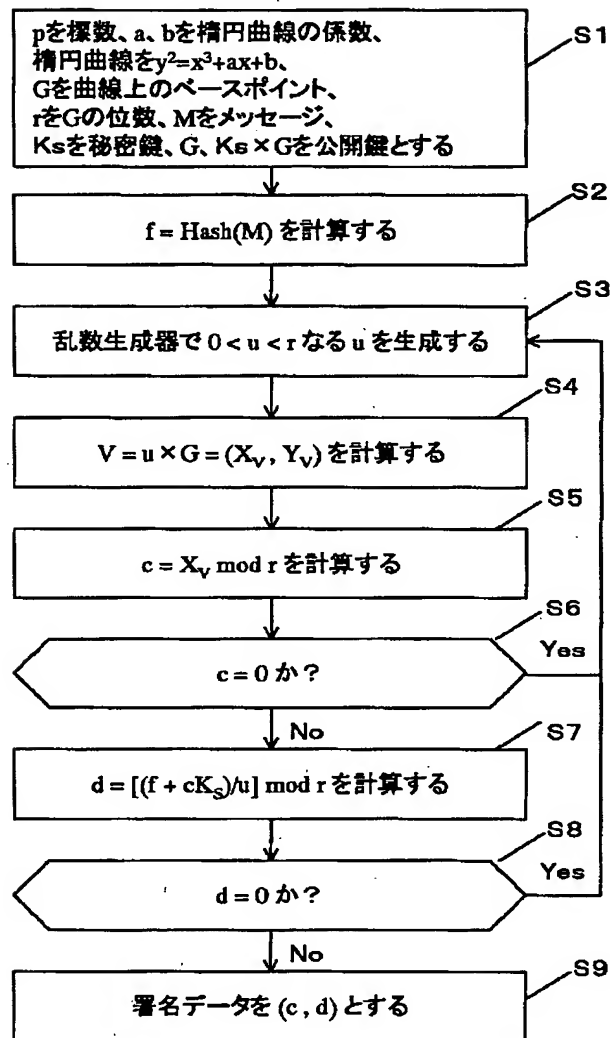 pを標数、a、bを楕円曲線の係数、
楕円曲線をy²=x³+ax+b、
Gを曲線上のベースポイント、
rをGの位数、Mをメッセージ、
Ksを秘密鍵、G、Ks×Gを公開鍵とする
S1
f = Hash(M) を計算する
S2
乱数生成器で 0 < u < r なる u を生成する
S3
V = u × G = (X_V , Y_V) を計算する
S4
c = X_V mod r を計算する
S5
c = 0 か？
S6
Yes
No
d = [(f + cK_S)/u] mod r を計算する
S7
d = 0 か？
S8
Yes
No
署名データを (c , d) とする
S9